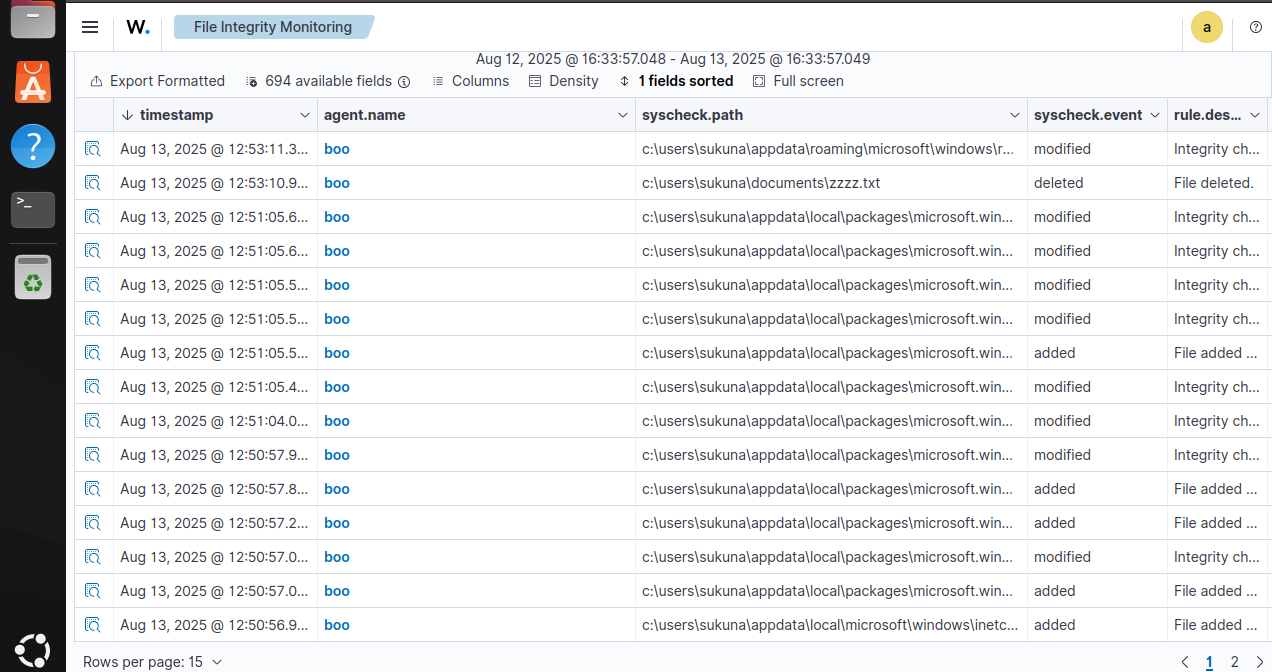 W. File Integrity Monitoring a
Aug 12, 2025 @ 16:33:57.048 - Aug 13, 2025 @ 16:33:57.049
Export Formatted 694 available fields Columns Density 1 fields sorted Full screen
timestamp agent.name syscheck.path syscheck.event rule.des...
Aug 13, 2025 @ 12:53:11.3... boo c:\users\sukuna\appdata\roaming\microsoft\windows\r... modified Integrity ch...
Aug 13, 2025 @ 12:53:10.9... boo c:\users\sukuna\documents\zzzz.txt deleted File deleted.
Aug 13, 2025 @ 12:51:05.6... boo c:\users\sukuna\appdata\local\packages\microsoft.win... modified Integrity ch...
Aug 13, 2025 @ 12:51:05.6... boo c:\users\sukuna\appdata\local\packages\microsoft.win... modified Integrity ch...
Aug 13, 2025 @ 12:51:05.5... boo c:\users\sukuna\appdata\local\packages\microsoft.win... modified Integrity ch...
Aug 13, 2025 @ 12:51:05.5... boo c:\users\sukuna\appdata\local\packages\microsoft.win... modified Integrity ch...
Aug 13, 2025 @ 12:51:05.5... boo c:\users\sukuna\appdata\local\packages\microsoft.win... added File added ...
Aug 13, 2025 @ 12:51:05.4... boo c:\users\sukuna\appdata\local\packages\microsoft.win... modified Integrity ch...
Aug 13, 2025 @ 12:51:04.0... boo c:\users\sukuna\appdata\local\packages\microsoft.win... modified Integrity ch...
Aug 13, 2025 @ 12:50:57.9... boo c:\users\sukuna\appdata\local\packages\microsoft.win... modified Integrity ch...
Aug 13, 2025 @ 12:50:57.8... boo c:\users\sukuna\appdata\local\packages\microsoft.win... added File added ...
Aug 13, 2025 @ 12:50:57.2... boo c:\users\sukuna\appdata\local\packages\microsoft.win... added File added ...
Aug 13, 2025 @ 12:50:57.0... boo c:\users\sukuna\appdata\local\packages\microsoft.win... modified Integrity ch...
Aug 13, 2025 @ 12:50:57.0... boo c:\users\sukuna\appdata\local\packages\microsoft.win... added File added ...
Aug 13, 2025 @ 12:50:56.9... boo c:\users\sukuna\appdata\local\microsoft\windows\inetc... added File added ...
Rows per page: 15 1 2